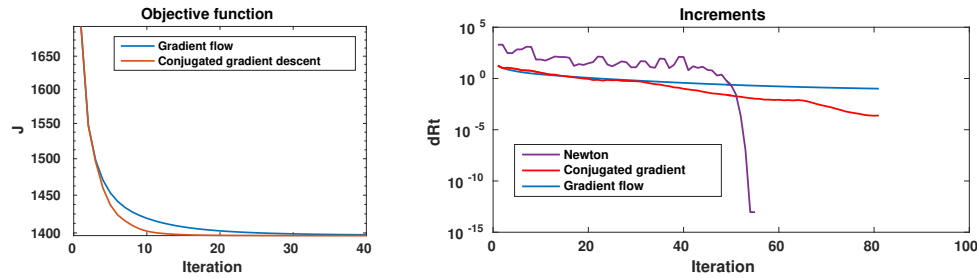 Objective function
1650
1600
1550
1500
1450
1400
J
0
10
20
30
40
Iteration
Gradient flow
Conjugated gradient descent
Increments
10^5
10^0
10^-5
10^-10
10^-15
dRt
0
20
40
60
80
100
Iteration
Newton
Conjugated gradient
Gradient flow